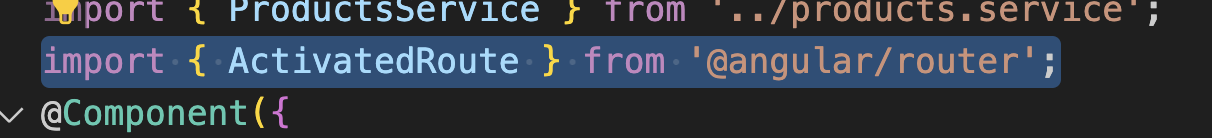 import { ProductsService } from '../products.service';
import { ActivatedRoute } from '@angular/router';
@Component({